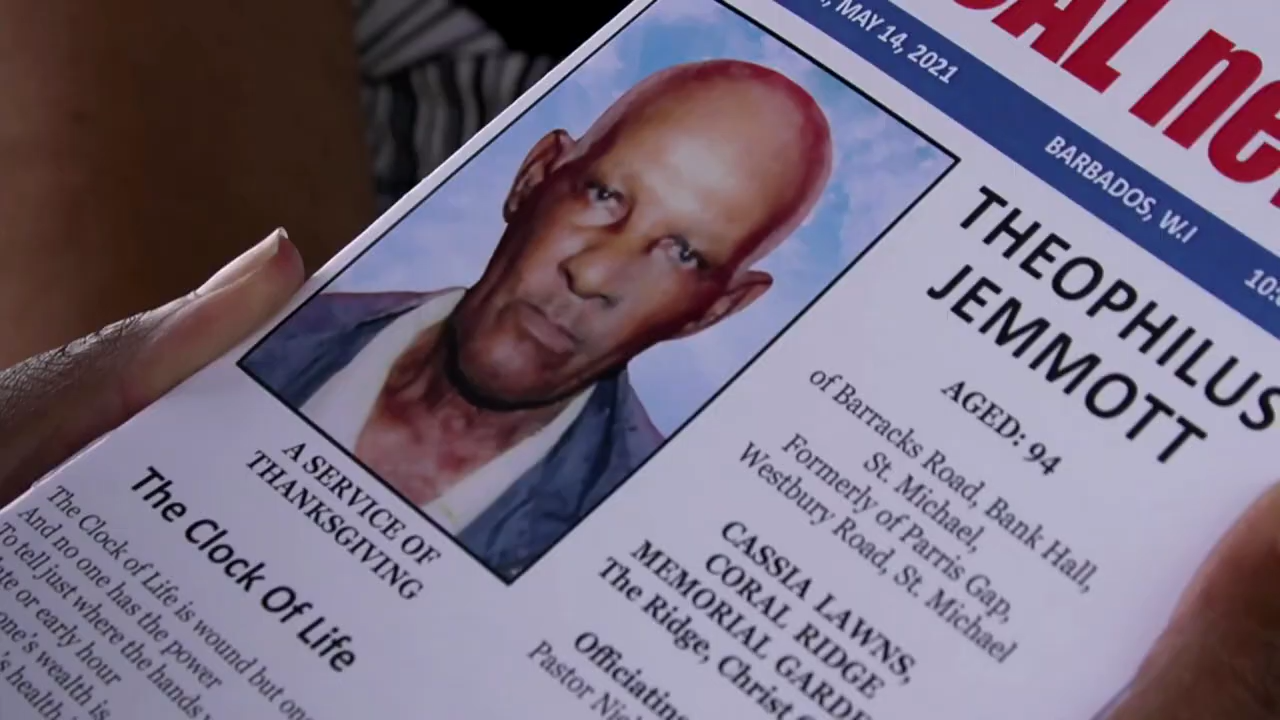 MAY 14, 2021
BARBADOS, W.I
THEOPHILUS
JEMMOTT
AGED: 94
of Barracks Road, Bank Hall,
St. Michael,
Formerly of Parris Gap,
Westbury Road, St. Michael
CASSIA LAWNS,
CORAL RIDGE
MEMORIAL
The Ridge, Christ
Officiating
Pastor
A SERVICE OF
THANKSGIVING
The Clock Of Life
The Clock of Life is wound but
And no one has the power
To tell just where the hands
or early hour
wealth is
health